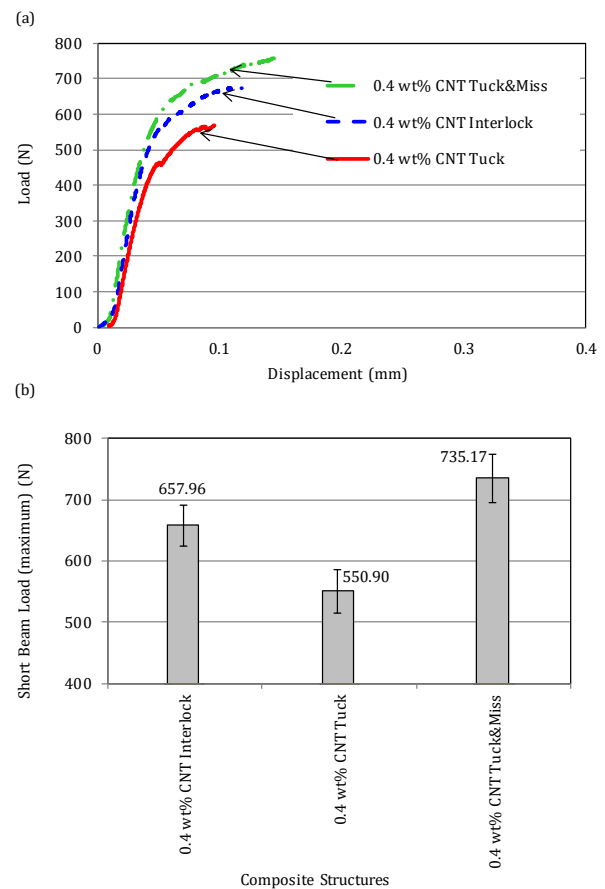 (a)
800
700
600
500
400
300
200
100
0
Load (N)
0.4 wt% CNT Tuck&Miss
0.4 wt% CNT Interlock
0.4 wt% CNT Tuck
0 0.1 0.2 0.3 0.4
Displacement (mm)
(b)
800
700
600
500
400
Short Beam Load (maximum) (N)
657.96
550.90
735.17
0.4 wt% CNT Interlock
0.4 wt% CNT Tuck
0.4 wt% CNT Tuck&Miss
Composite Structures